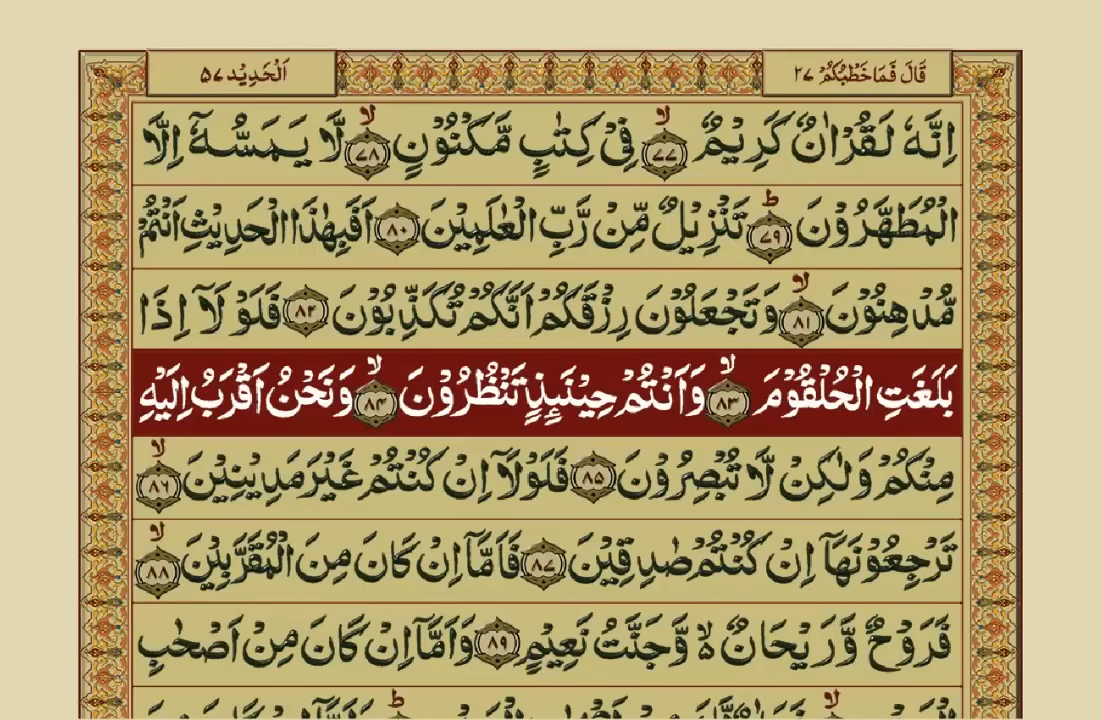 قَالَ فَمَاخَطْبُكُمْ ٢٧
اَلْحَدِيْد ٥٧
اِنَّهٗ لَقُرْاٰنٌ كَرِيْمٌ ۙ﴿٧٧﴾ فِيْ كِتٰبٍ مَّكْنُوْنٍ ۙ﴿٧٨﴾ لَّا يَمَسُّهٗۤ اِلَّا
الْمُطَهَّرُوْنَ ؕ﴿٧٩﴾ تَنْزِيْلٌ مِّنْ رَّبِّ الْعٰلَمِيْنَ ﴿٨٠﴾ اَفَبِهٰذَا الْحَدِيْثِ اَنْتُمْ
مُّدْهِنُوْنَ ۙ﴿٨١﴾ وَ تَجْعَلُوْنَ رِزْقَكُمْ اَنَّكُمْ تُكَذِّبُوْنَ ﴿٨٢﴾ فَلَوْ لَاۤ اِذَا
بَلَغَتِ الْحُلْقُوْمَ ۙ﴿٨٣﴾ وَ اَنْتُمْ حِيْنَىِٕذٍ تَنْظُرُوْنَ ۙ﴿٨٤﴾ وَ نَحْنُ اَقْرَبُ اِلَيْهِ
مِنْكُمْ وَ لٰكِنْ لَّا تُبْصِرُوْنَ ﴿٨٥﴾ فَلَوْ لَاۤ اِنْ كُنْتُمْ غَيْرَ مَدِيْنِيْنَ ۙ﴿٨٦﴾
تَرْجِعُوْنَهَاۤ اِنْ كُنْتُمْ صٰدِقِيْنَ ﴿٨٧﴾ فَاَمَّاۤ اِنْ كَانَ مِنَ الْمُقَرَّبِيْنَ ۙ﴿٨٨﴾
فَرَوْحٌ وَّ رَيْحَانٌ ۙ۬ وَّ جَنَّتُ نَعِيْمٍ ﴿٨٩﴾ وَ اَمَّاۤ اِنْ كَانَ مِنْ اَصْحٰبِ